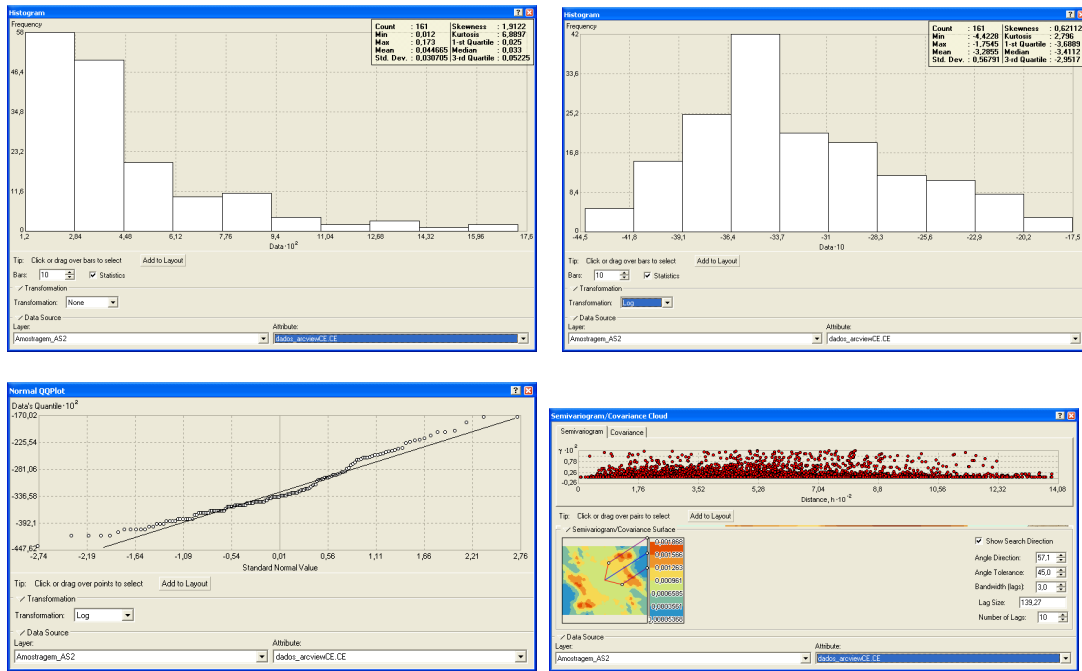 Histogram
Frequency
Count : 161 Skewness : 1,9122
Min : 0,012 Kurtosis : 6,8897
Max : 0,173 1-st Quartile : 0,025
Mean : 0,044665 Median : 0,033
Std. Dev. : 0,030705 3-rd Quartile : 0,05225
58
46,4
34,8
23,2
11,6
0
1,2 2,84 4,48 6,12 7,76 9,4 11,04 12,68 14,32 15,96 17,6
Data·10²
Tip: Click or drag over bars to select Add to Layout
Bars: 10 Statistics
Transformation
Transformation: None
Data Source
Layer: Attribute:
Amostragem_AS2 dados_arcviewCE.CE
Histogram
Frequency
Count : 161 Skewness : 0,62112
Min : -4,4228 Kurtosis : 2,796
Max : -1,7545 1-st Quartile : -3,6889
Mean : -3,2855 Median : -3,4112
Std. Dev. : 0,56791 3-rd Quartile : -2,9517
42
33,6
25,2
16,8
8,4
0
-44,5 -41,8 -39,1 -36,4 -33,7 -31 -28,3 -25,6 -22,9 -20,2 -17,5
Data·10
Tip: Click or drag over bars to select Add to Layout
Bars: 10 Statistics
Transformation
Transformation: Log
Data Source
Layer: Attribute:
Amostragem_AS2 dados_arcviewCE.CE
Normal QQPlot
Data's Quantile·10²
-170,02
-225,54
-281,06
-336,58
-392,1
-447,62
-2,74 -2,19 -1,64 -1,09 -0,54 0,01 0,56 1,11 1,66 2,21 2,76
Standard Normal Value
Tip: Click or drag over points to select Add to Layout
Transformation
Transformation: Log
Data Source
Layer: Attribute:
Amostragem_AS2 dados_arcviewCE.CE
Semivariogram/Covariance Cloud
Semivariogram Covariance
γ·10²
0,78
0,26
-0,26
0 1,76 3,52 5,28 7,04 8,8 10,56 12,32 14,08
Distance, h·10⁻²
Tip: Click or drag over pairs to select Add to Layout
Semivariogram/Covariance Surface
0,001868
0,001566
0,001263
0,000961
0,0006585
0,0003561
0,00005368
Show Search Direction
Angle Direction: 57,1
Angle Tolerance: 45,0
Bandwidth (lags): 3,0
Lag Size: 139,27
Number of Lags: 10
Data Source
Layer: Attribute:
Amostragem_AS2 dados_arcviewCE.CE